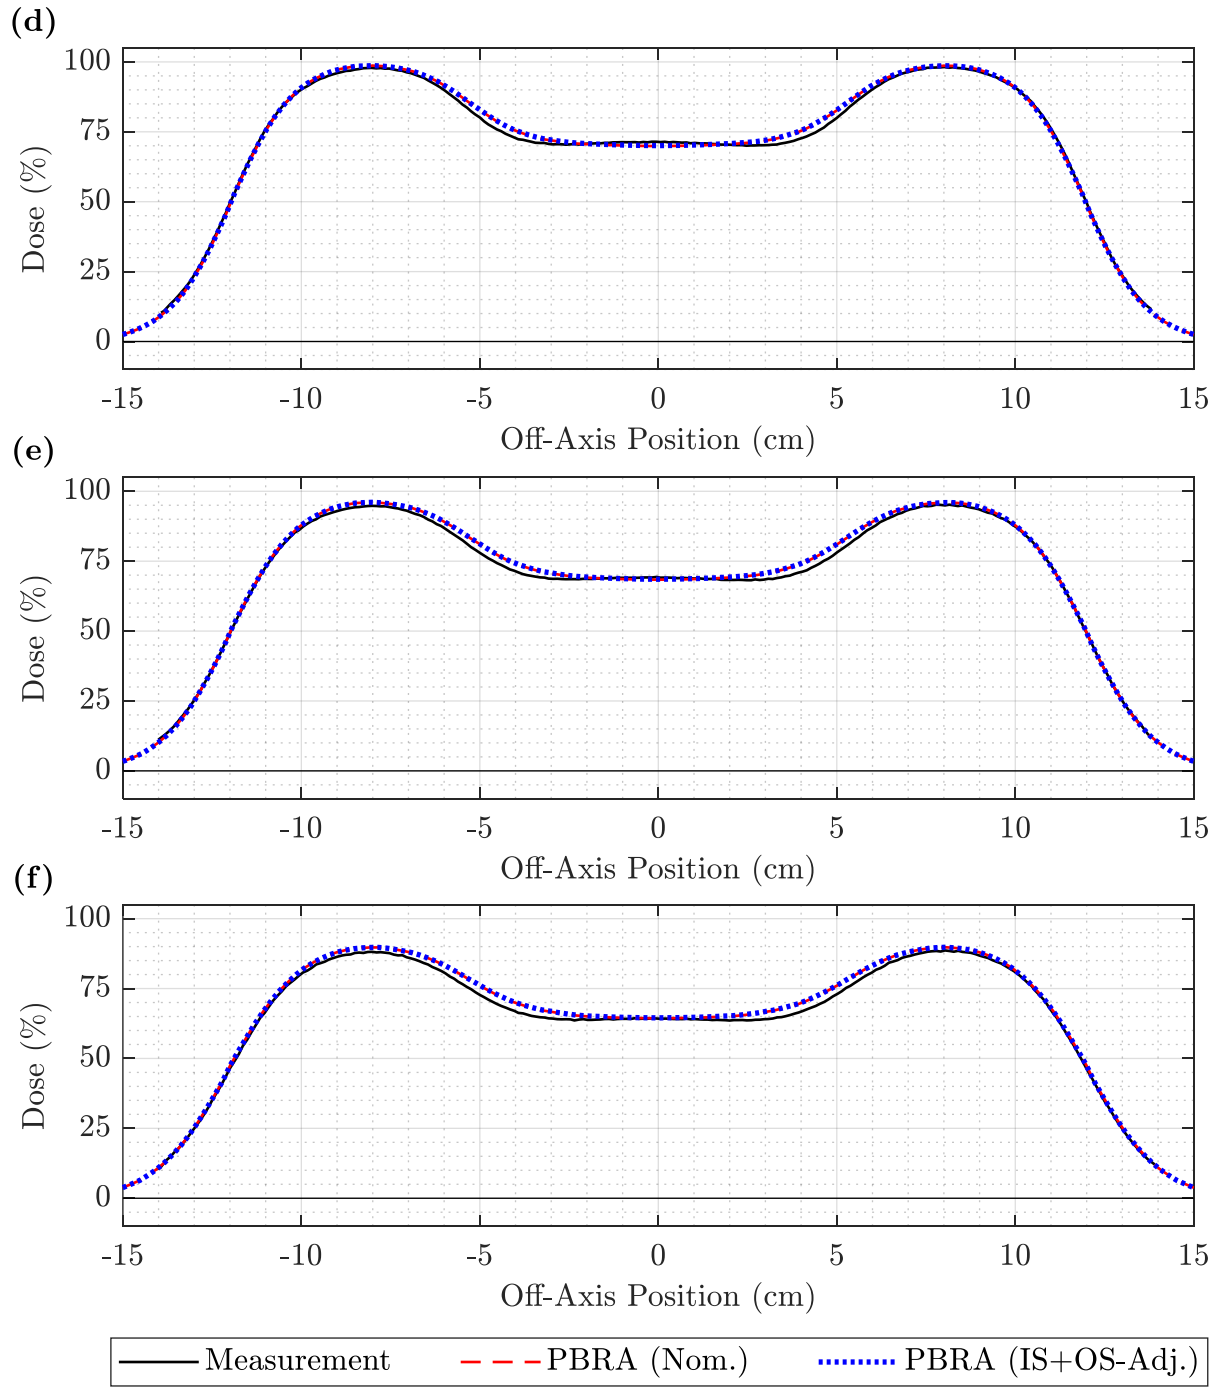 (d)
100
75
50
25
0
Dose (%)
-15 -10 -5 0 5 10 15
Off-Axis Position (cm)
(e)
100
75
50
25
0
Dose (%)
-15 -10 -5 0 5 10 15
Off-Axis Position (cm)
(f)
100
75
50
25
0
Dose (%)
-15 -10 -5 0 5 10 15
Off-Axis Position (cm)
Measurement PBRA (Nom.) PBRA (IS+OS-Adj.)